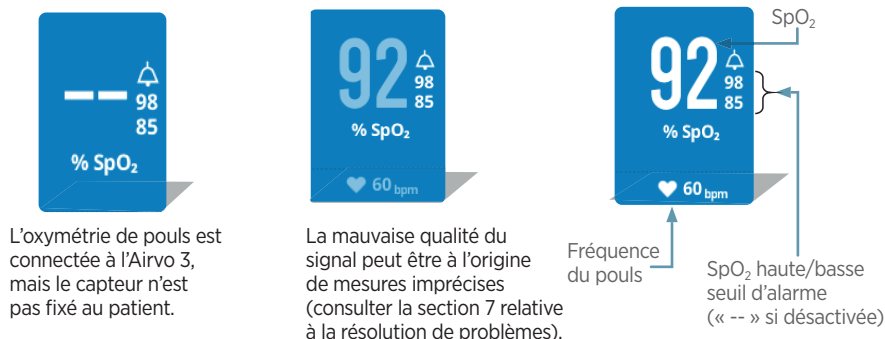 -- 98
85
% SpO₂
L'oxymétrie de pouls est
connectée à l'Airvo 3,
mais le capteur n'est
pas fixé au patient.
92 98
85
% SpO₂
60 bpm
La mauvaise qualité du
signal peut être à l'origine
de mesures imprécises
(consulter la section 7 relative
à la résolution de problèmes).
SpO₂
92 98
85
% SpO₂
60 bpm
Fréquence
du pouls
SpO₂ haute/basse
seuil d'alarme
(« -- » si désactivée)